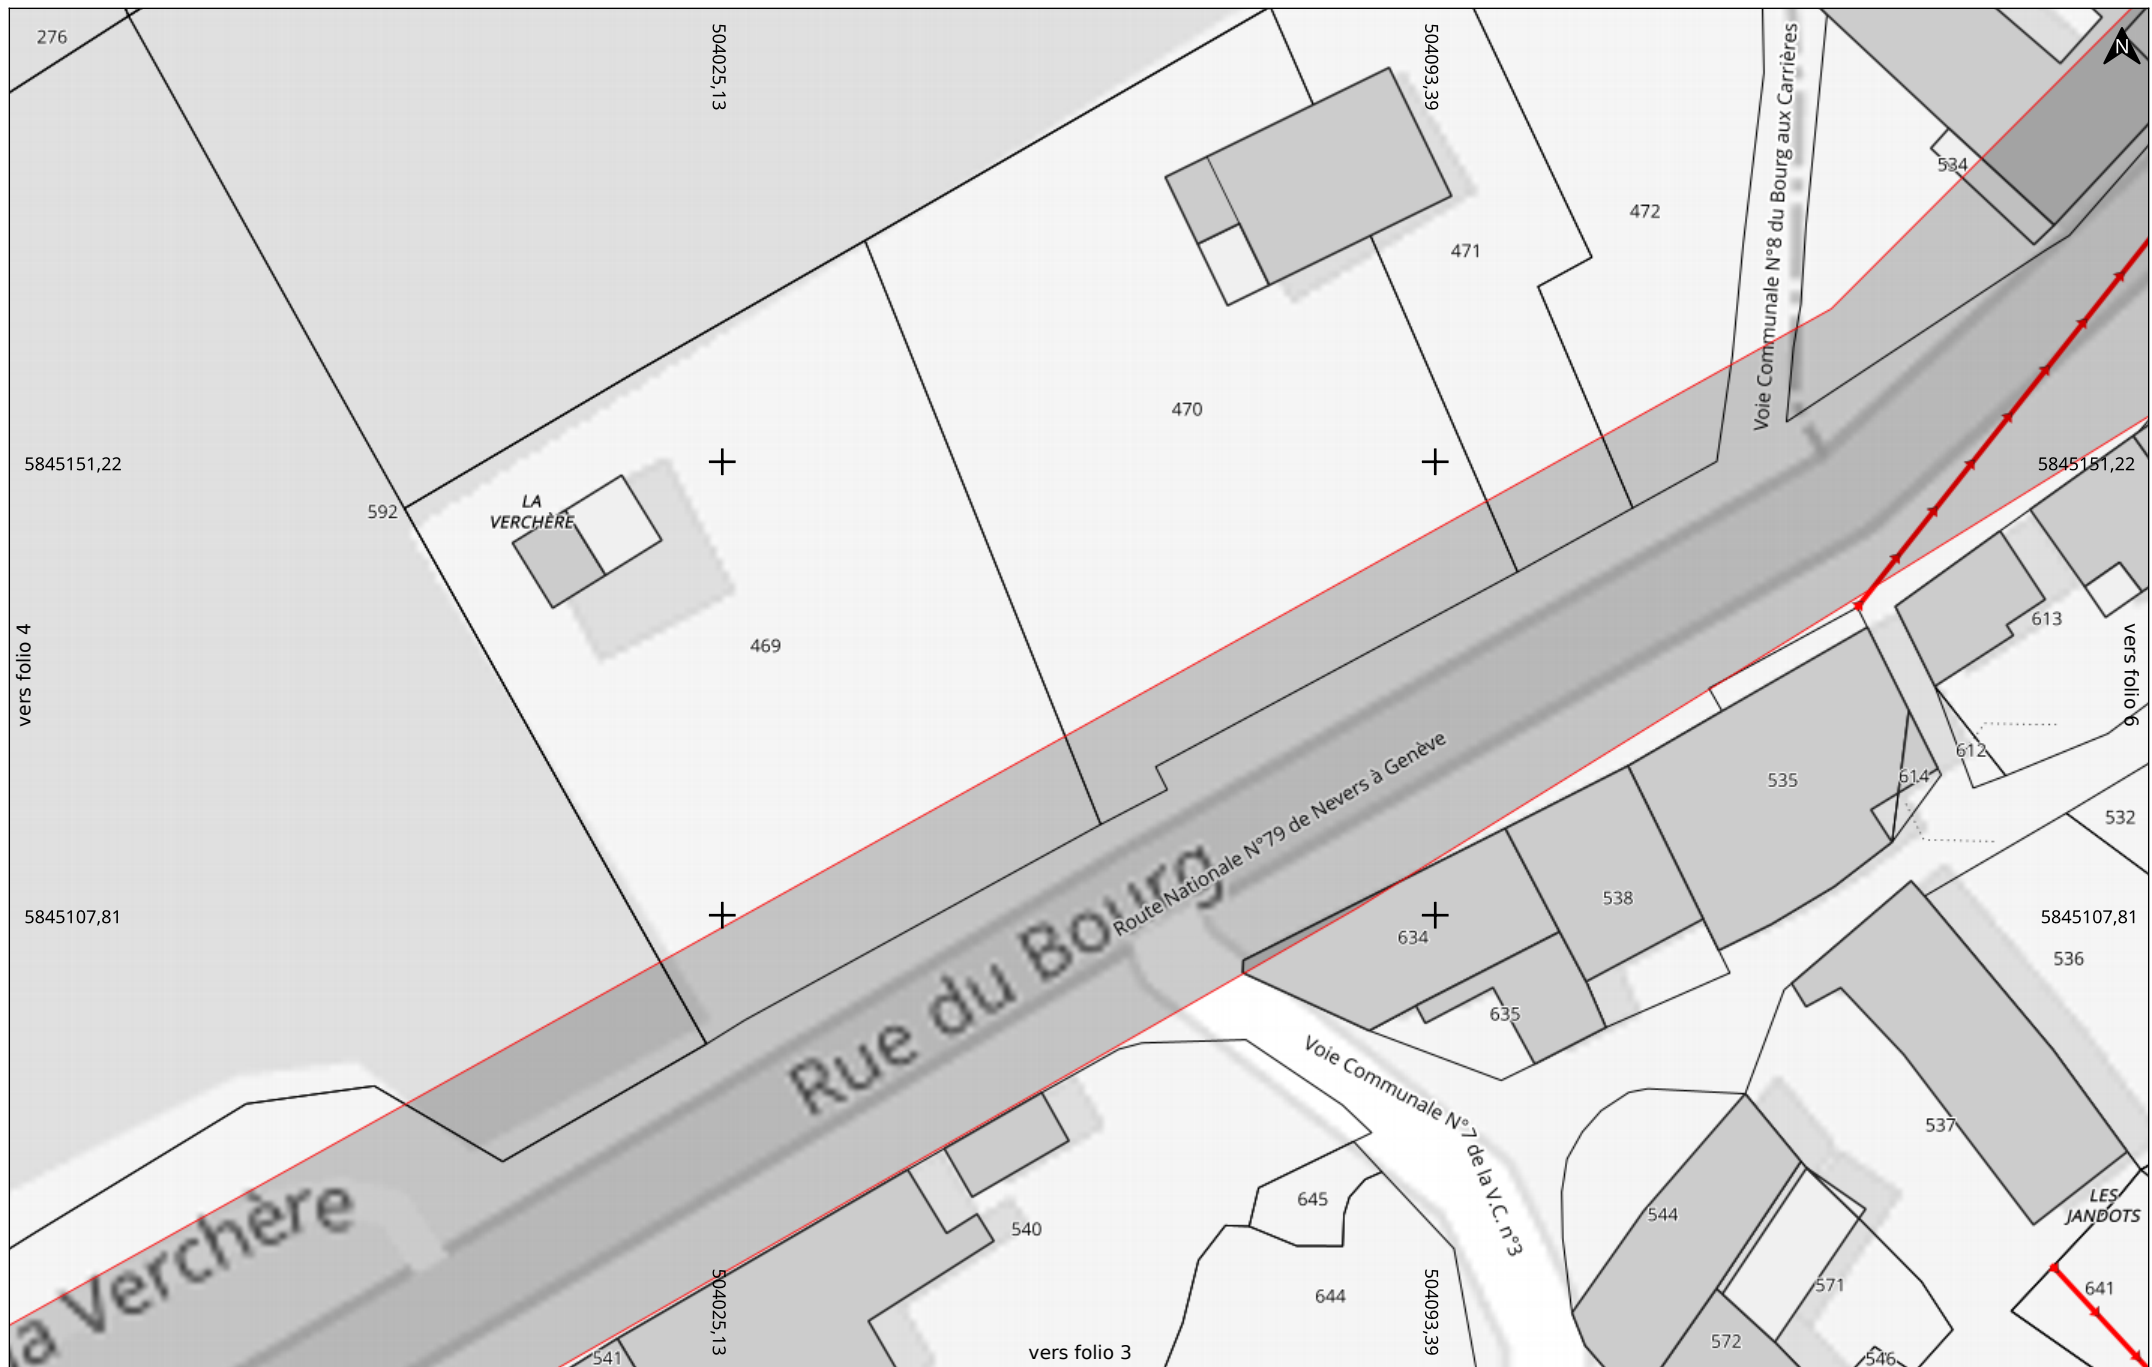 276
504025,13
504093,39
Voie Communale N°8 du Bourg aux Carrières
N
534
472
471
470
5845151,22
5845151,22
592
LA
VERCHÈRE
469
vers folio 4
vers folio 6
613
612
614
535
532
Route Nationale N°79 de Nevers à Genève
Rue du Bourg
538
634
5845107,81
5845107,81
536
635
Voie Communale N°7 de la V.C. n°3
537
la Verchère
540
645
544
LES
JANDOTS
644
571
641
504025,13
504093,39
541
vers folio 3
572
546